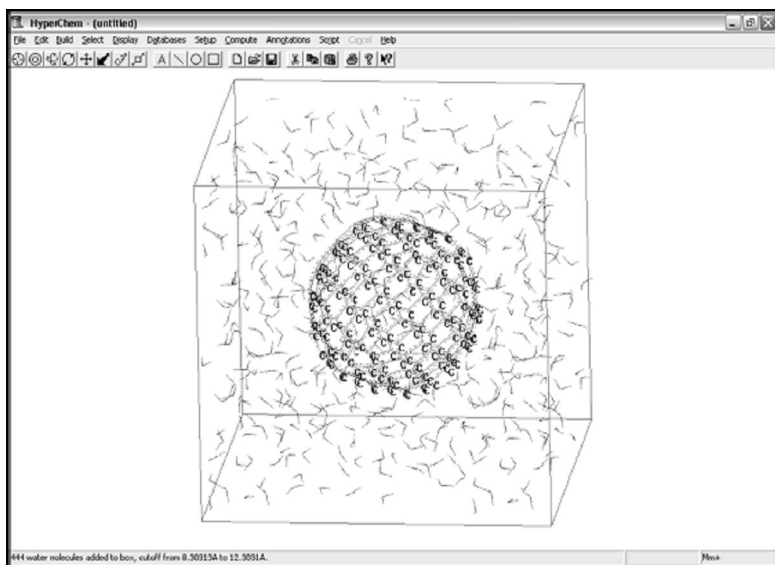 HyperChem - (untitled)
File Edit Build Select Display Databases Setup Compute Annotations Script Cancel Help
444 water molecules added to box, cutoff from 8.30313A to 12.3031A.
Mm+